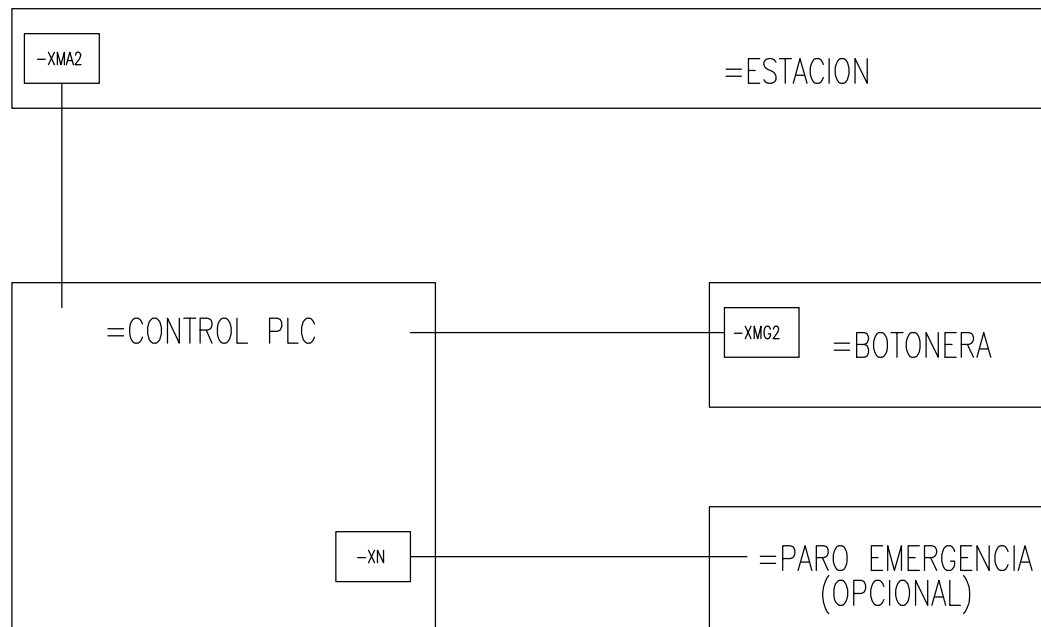 -XMA2
=ESTACION
=CONTROL PLC
-XMG2
=BOTONERA
-XN
=PARO EMERGENCIA
(OPCIONAL)